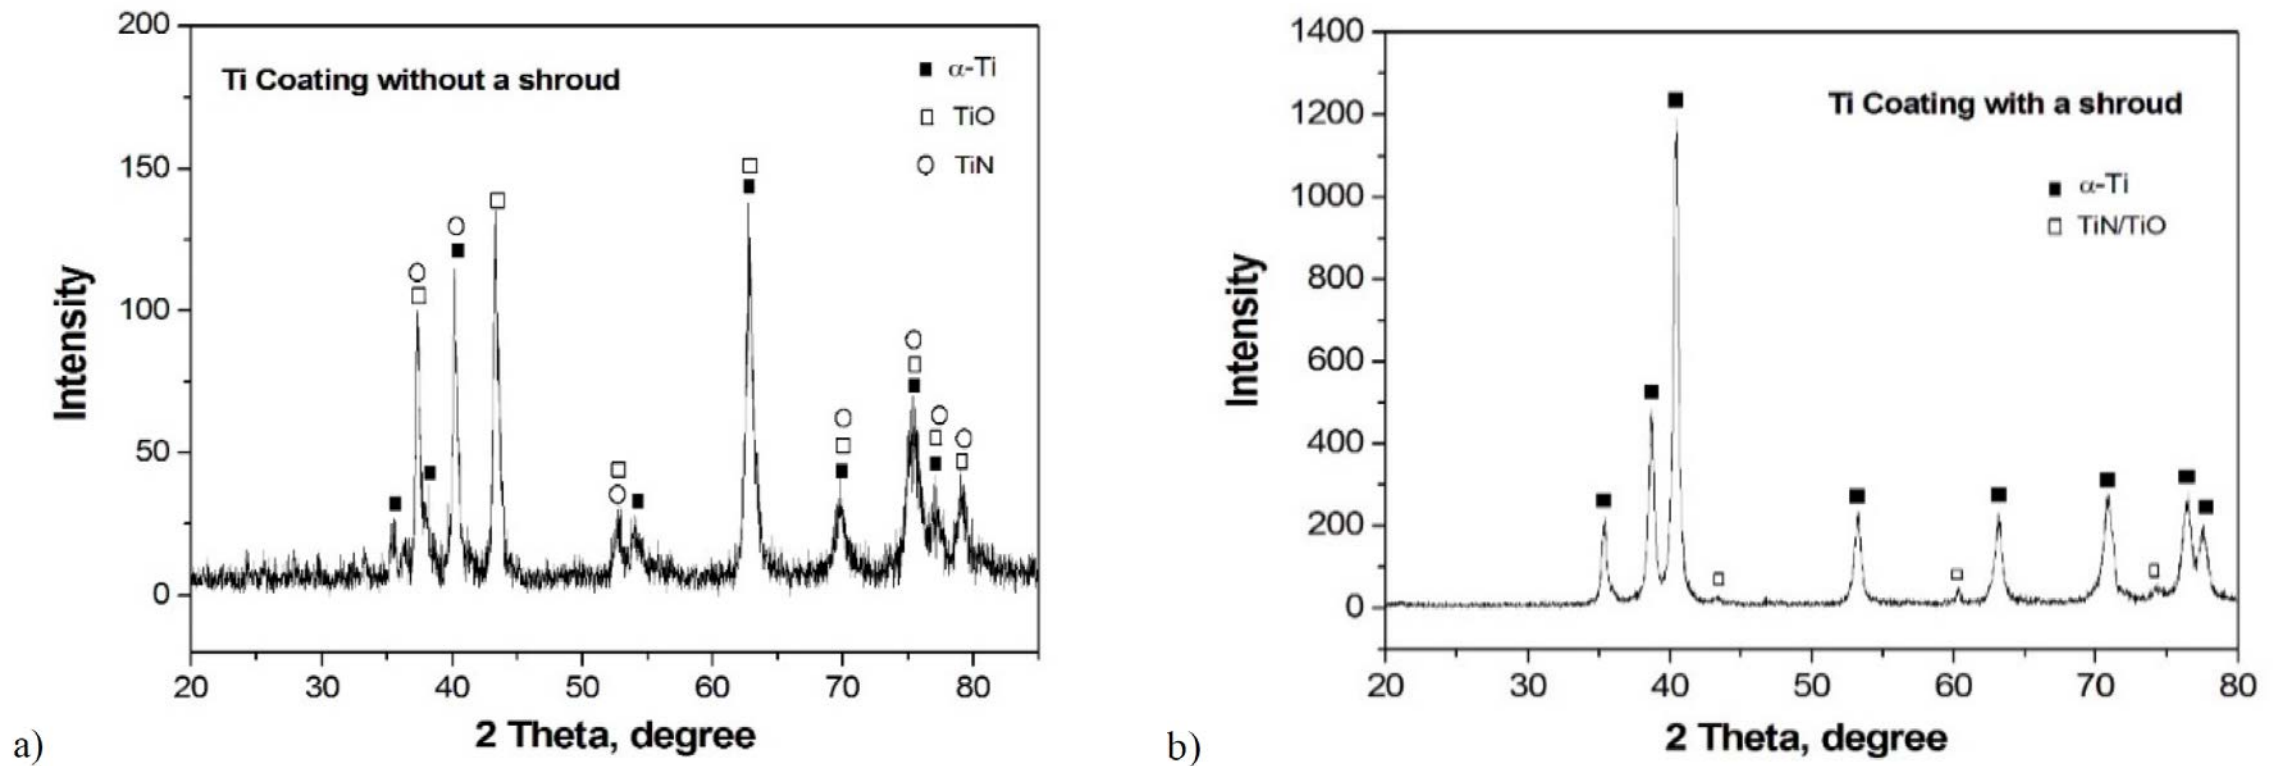 200
150
100
50
0
Intensity
Ti Coating without a shroud
α-Ti
TiO
TiN
20 30 40 50 60 70 80
2 Theta, degree
a)
1400
1200
1000
800
600
400
200
0
Intensity
Ti Coating with a shroud
α-Ti
TiN/TiO
20 30 40 50 60 70 80
2 Theta, degree
b)